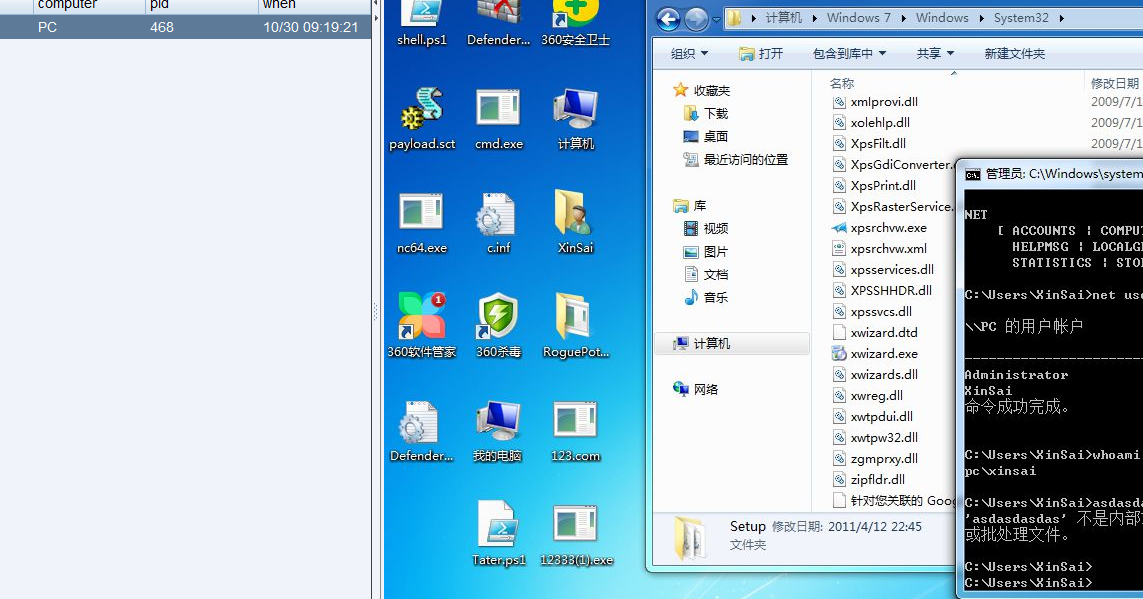 computer pid when
PC 468 10/30 09:19:21
shell.ps1 Defender... 360安全卫士
payload.sct cmd.exe 计算机
nc64.exe c.inf XinSai
1
360软件管家 360杀毒 RoguePot...
Defender... 我的电脑 123.com
Tater.ps1 12333(1).exe
计算机 Windows 7 Windows System32
组织 打开 包含到库中 共享 新建文件夹
收藏夹
下载
桌面
最近访问的位置
库
视频
图片
文档
音乐
计算机
网络
名称 修改日期
xmlprovi.dll 2009/7/1
xolehlp.dll 2009/7/1
XpsFilt.dll 2009/7/1
XpsGdiConverter.
XpsPrint.dll
XpsRasterService.
xpsrchvw.exe
xpsrchvw.xml
xpsservices.dll
XPSSHHDR.dll
xpssvcs.dll
xwizard.dtd
xwizard.exe
xwizards.dll
xwreg.dll
xwtpdui.dll
xwtpw32.dll
zgmprxy.dll
zipfldr.dll
针对您关联的 Goog
Setup 修改日期: 2011/4/12 22:45
文件夹
管理员: C:\Windows\system
NET
[ ACCOUNTS | COMPU
HELPMSG | LOCALG
STATISTICS | STO
C:\Users\XinSai>net use
\\PC 的用户帐户
-----------------------
Administrator
XinSai
命令成功完成。
C:\Users\XinSai>whoami
pc\xinsai
C:\Users\XinSai>asdasda
'asdasdasdas' 不是内部
或批处理文件。
C:\Users\XinSai>
C:\Users\XinSai>